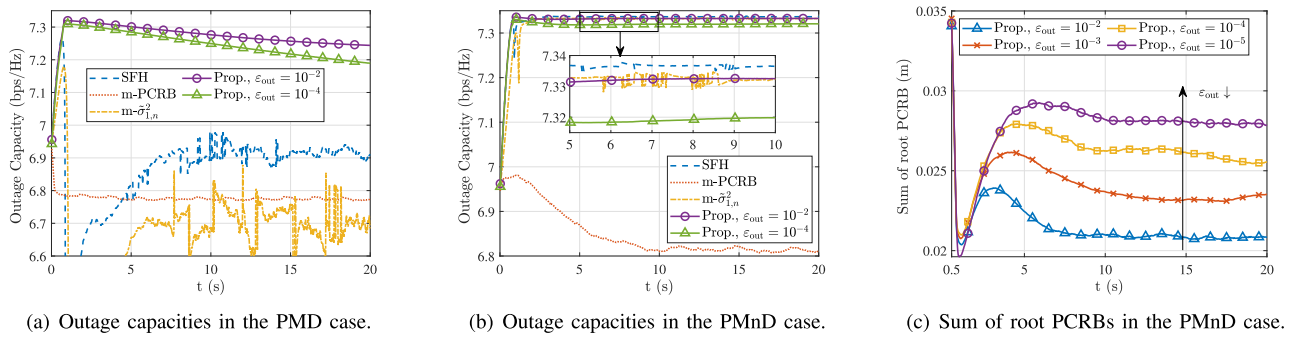 7.3
7.2
7.1
7
6.9
6.8
6.7
6.6
Outage Capacity (bps/Hz)
0 5 10 15 20
t (s)
SFH
m-PCRB
m-σ̃²₁,ₙ
Prop., ε_out = 10⁻²
Prop., ε_out = 10⁻⁴
(a) Outage capacities in the PMD case.
7.3
7.2
7.1
7
6.9
6.8
Outage Capacity (bps/Hz)
0 5 10 15 20
t (s)
7.34
7.33
7.32
5 6 7 8 9 10
SFH
m-PCRB
m-σ̃²₁,ₙ
Prop., ε_out = 10⁻²
Prop., ε_out = 10⁻⁴
(b) Outage capacities in the PMnD case.
0.035
0.03
0.025
0.02
Sum of root PCRB (m)
0.5 5 10 15 20
t (s)
Prop., ε_out = 10⁻² Prop., ε_out = 10⁻⁴
Prop., ε_out = 10⁻³ Prop., ε_out = 10⁻⁵
ε_out ↓
(c) Sum of root PCRBs in the PMnD case.